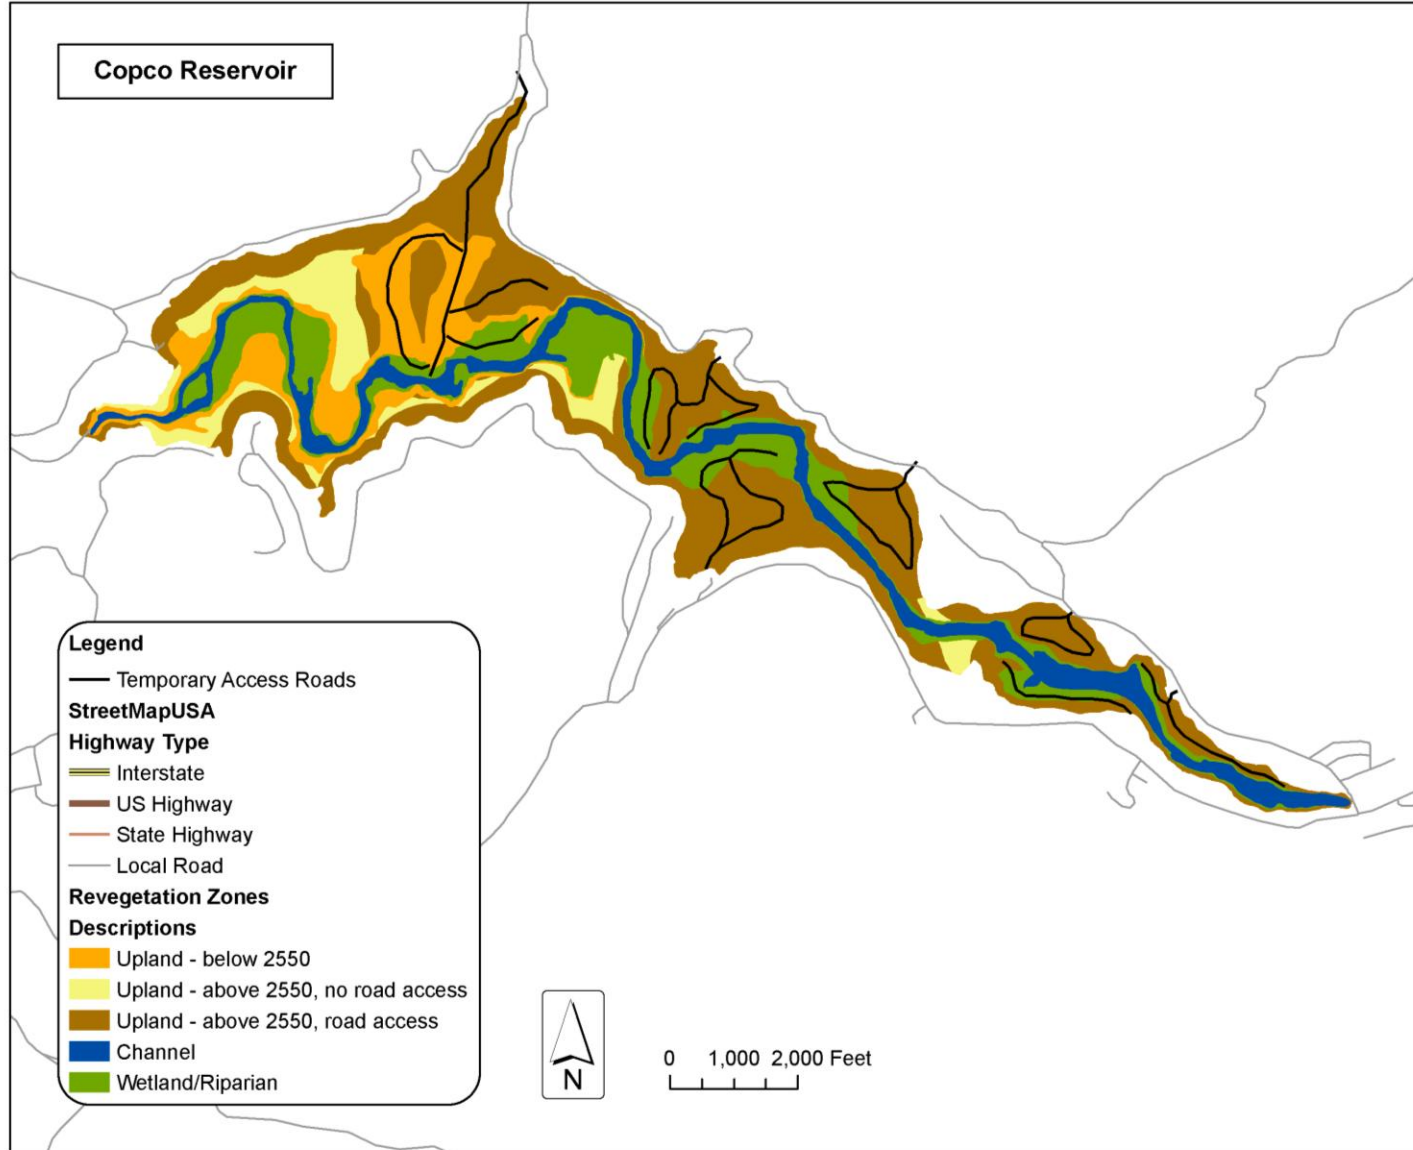 Copco Reservoir
Legend
Temporary Access Roads
StreetMapUSA
Highway Type
Interstate
US Highway
State Highway
Local Road
Revegetation Zones
Descriptions
Upland - below 2550
Upland - above 2550, no road access
Upland - above 2550, road access
Channel
Wetland/Riparian
N
0 1,000 2,000 Feet